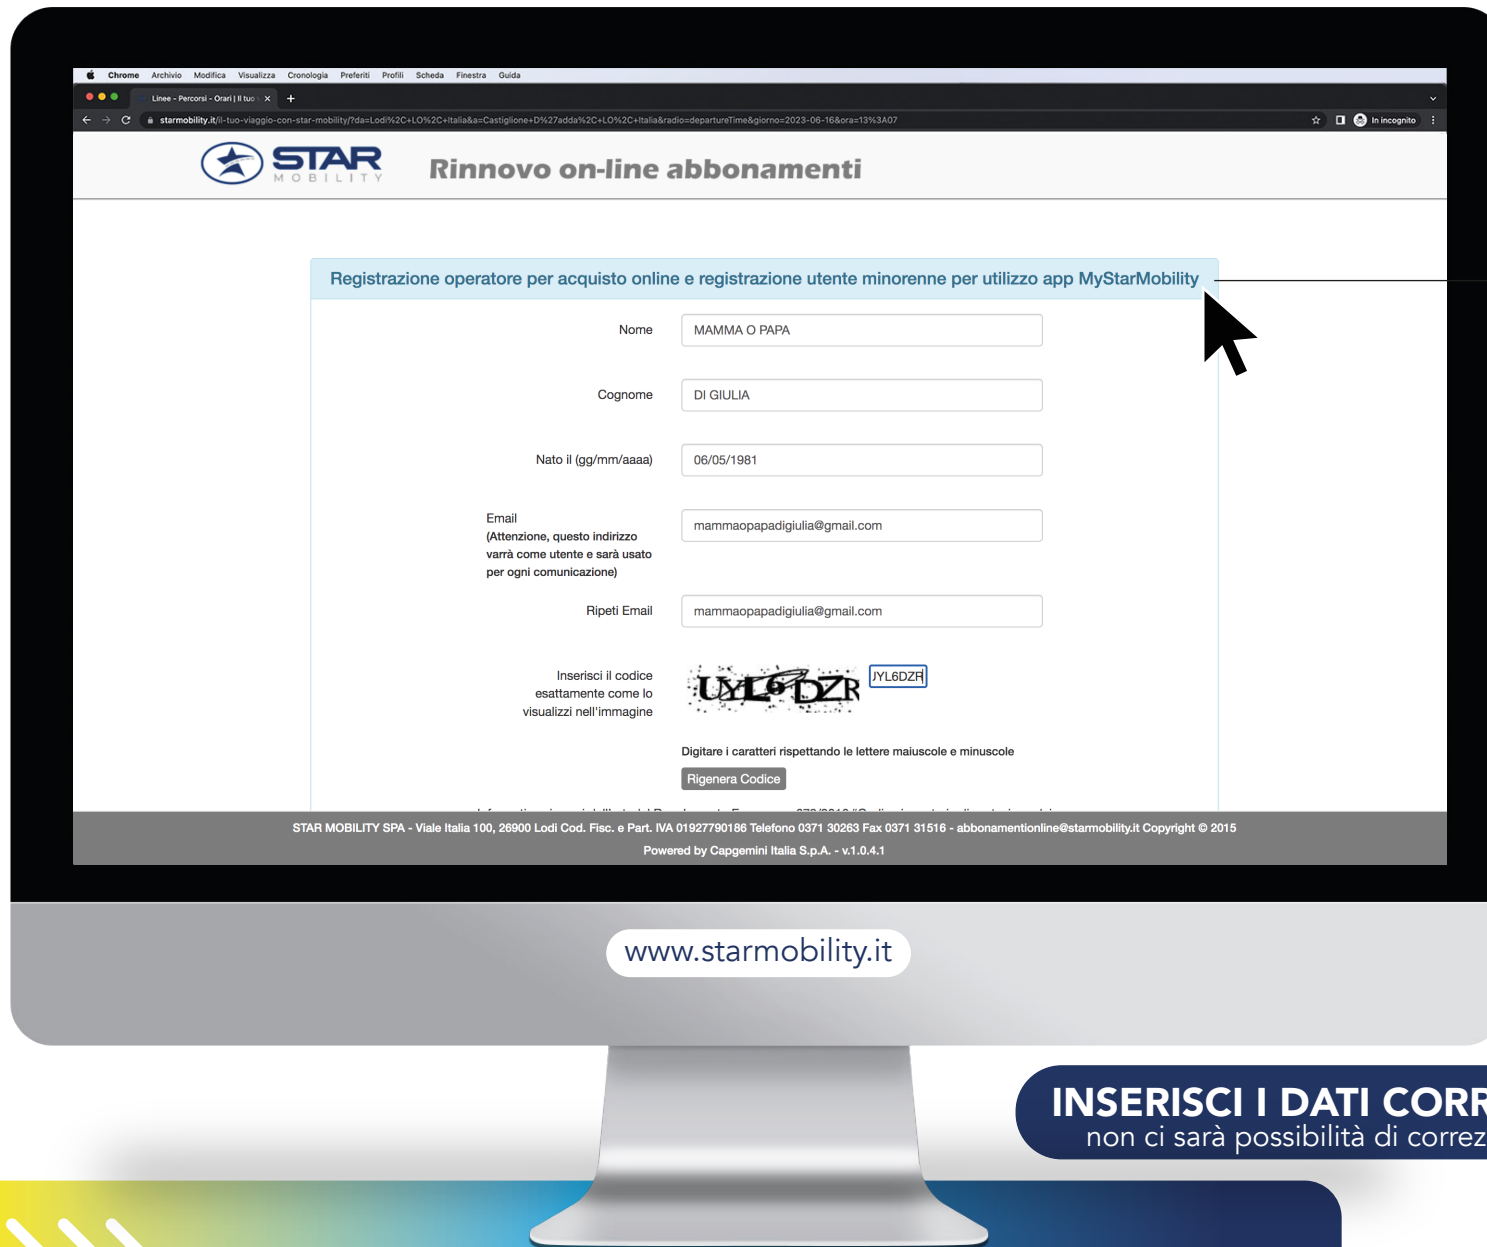 Chrome Archivio Modifica Visualizza Cronologia Preferiti Profili Scheda Finestra Guida
Linee - Percorsi - Orari | Il tuo
starmobility.it/il-tuo-viaggio-con-star-mobility/?da=Lodi%2C+LO%2C+Italia&a=Castiglione+D%27adda%2C+LO%2C+Italia&radio=departureTime&giorno=2023-06-16&ora=13%3A07
In incognito
STAR
MOBILITY
Rinnovo on-line abbonamenti
Registrazione operatore per acquisto online e registrazione utente minorenne per utilizzo app MyStarMobility
Nome MAMMA O PAPA
Cognome DI GIULIA
Nato il (gg/mm/aaaa) 06/05/1981
Email mammaopapadigiulia@gmail.com
(Attenzione, questo indirizzo
varrà come utente e sarà usato
per ogni comunicazione)
Ripeti Email mammaopapadigiulia@gmail.com
Inserisci il codice
esattamente come lo
visualizzi nell'immagine
UYL6DZR JYL6DZR
Digitare i caratteri rispettando le lettere maiuscole e minuscole
Rigenera Codice
STAR MOBILITY SPA - Viale Italia 100, 26900 Lodi Cod. Fisc. e Part. IVA 01927790186 Telefono 0371 30263 Fax 0371 31516 - abbonamentionline@starmobility.it Copyright © 2015
Powered by Capgemini Italia S.p.A. - v.1.0.4.1
www.starmobility.it
INSERISCI I DATI CORR
non ci sarà possibilità di correz